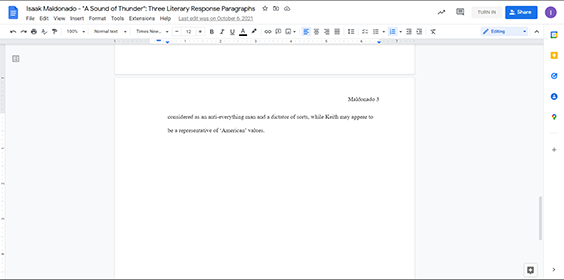 Isaak Maldonado - "A Sound of Thunder": Three Literary Response Paragraphs
File Edit View Insert Format Tools Extensions Help Last edit was on October 6, 2021
TURN IN
Share
I
100% Normal text Times New... 12 B I U A
Editing
Maldonado 3
considered as an anti-everything man and a dictator of sorts, while Keith may appear to
be a representative of 'American' values.